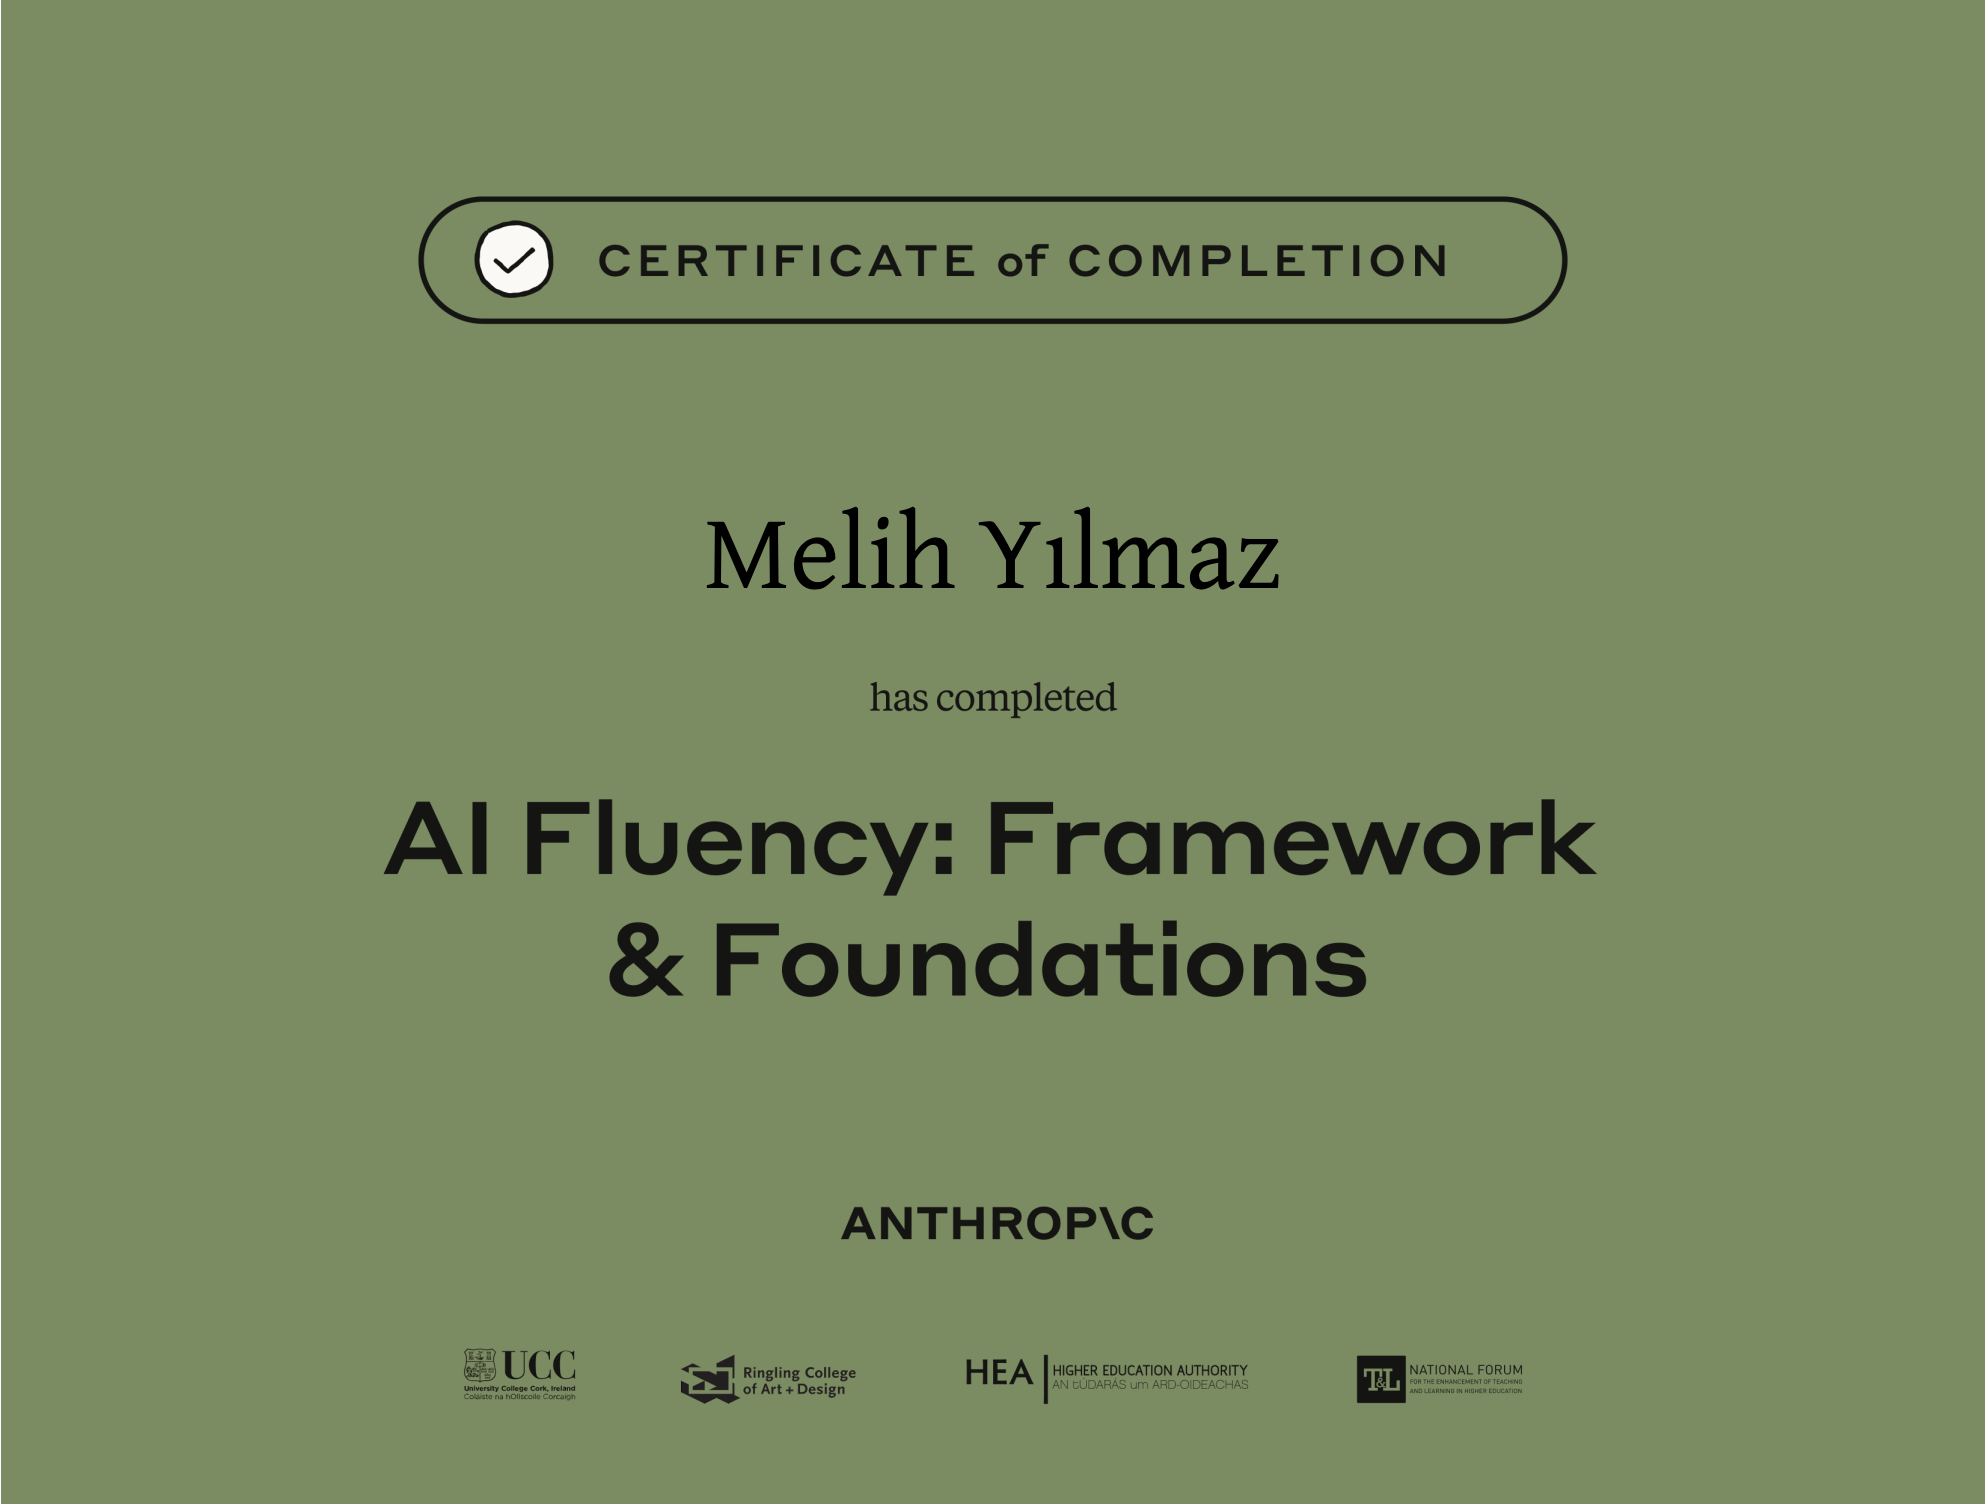 CERTIFICATE of COMPLETION
Melih Yılmaz
has completed
AI Fluency: Framework
& Foundations
ANTHROP\C
UCC
University College Cork, Ireland
Coláiste na hOllscoile Corcaigh
Ringling College
of Art + Design
HEA
HIGHER EDUCATION AUTHORITY
AN tÚDARÁS um ARD-OIDEACHAS
T&L
NATIONAL FORUM
FOR THE ENHANCEMENT OF TEACHING
AND LEARNING IN HIGHER EDUCATION